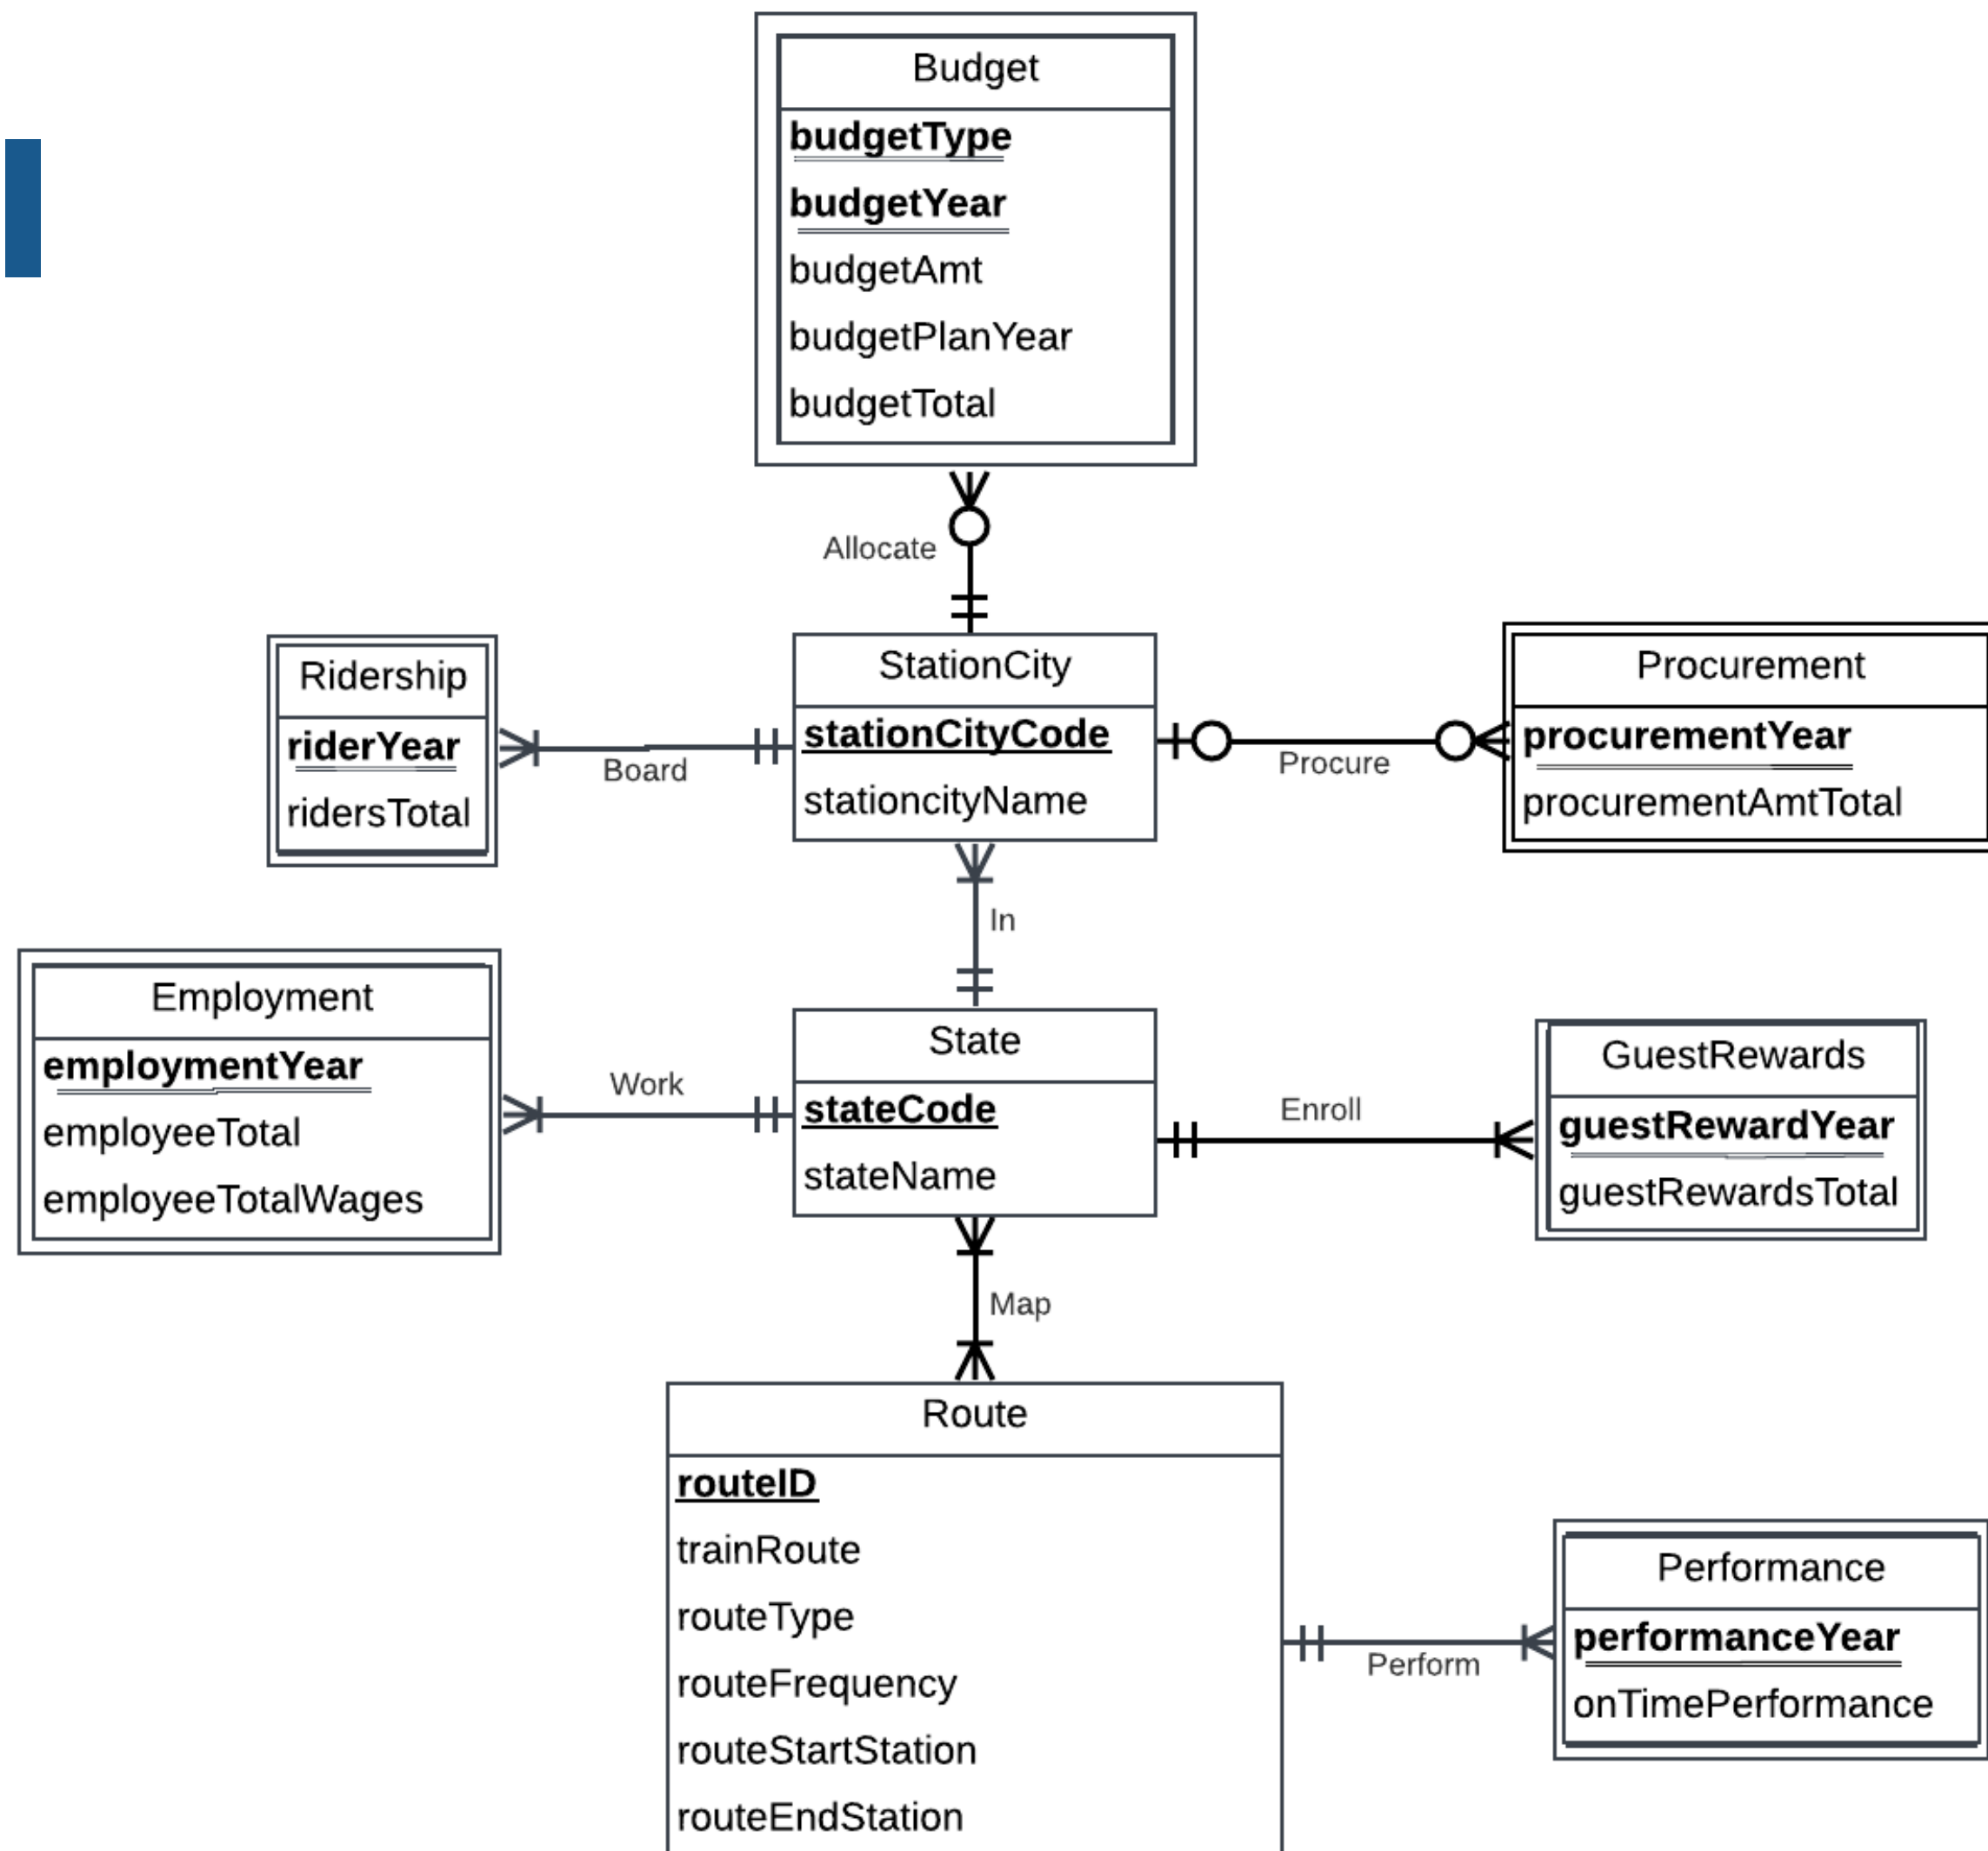 Budget
budgetType
budgetYear
budgetAmt
budgetPlanYear
budgetTotal
Allocate
Ridership
riderYear
ridersTotal
Board
StationCity
stationCityCode
stationcityName
Procure
Procurement
procurementYear
procurementAmtTotal
In
Employment
employmentYear
employeeTotal
employeeTotalWages
Work
State
stateCode
stateName
Enroll
GuestRewards
guestRewardYear
guestRewardsTotal
Map
Route
routeID
trainRoute
routeType
routeFrequency
routeStartStation
routeEndStation
Perform
Performance
performanceYear
onTimePerformance